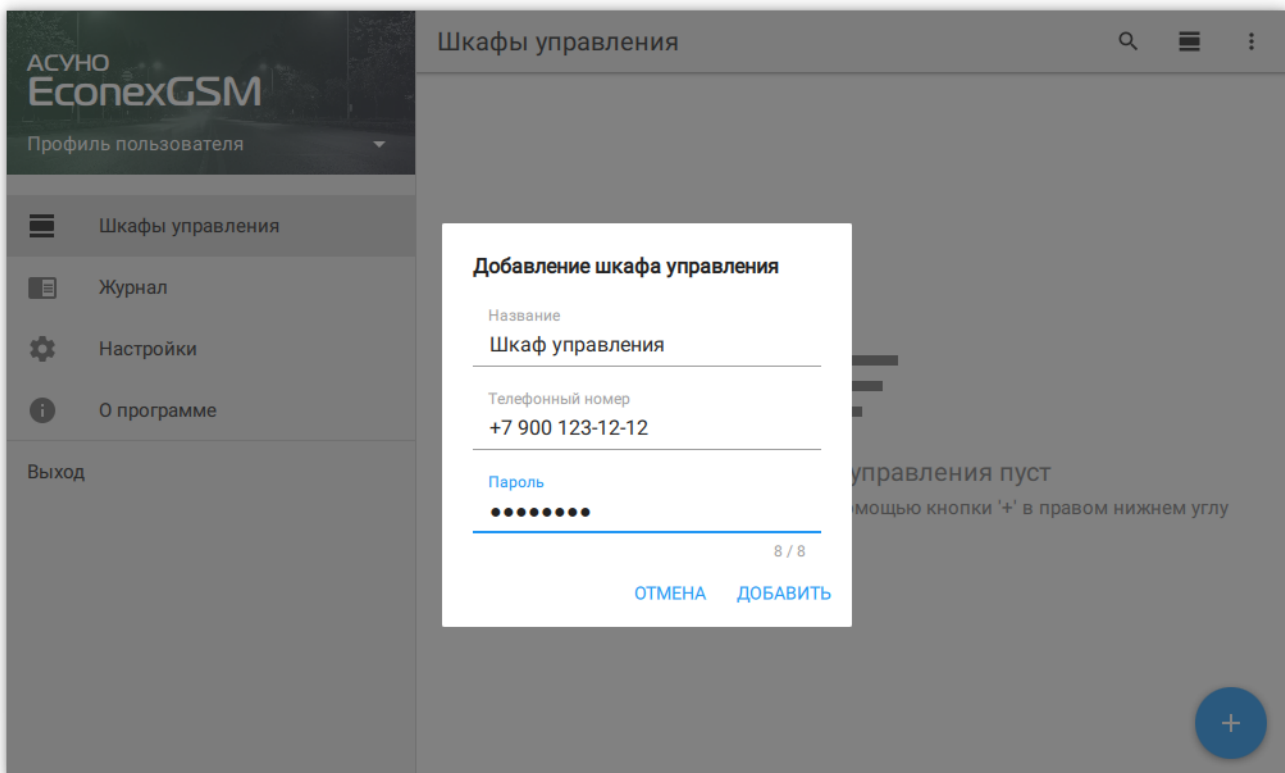 АСУНО
EconexGSM
Профиль пользователя
Шкафы управления
Журнал
Настройки
О программе
Выход
Шкафы управления
управления пуст
кнопки '+' в правом нижнем углу
Добавление шкафа управления
Название
Шкаф управления
Телефонный номер
+7 900 123-12-12
Пароль
••••••••
8 / 8
ОТМЕНА ДОБАВИТЬ
+